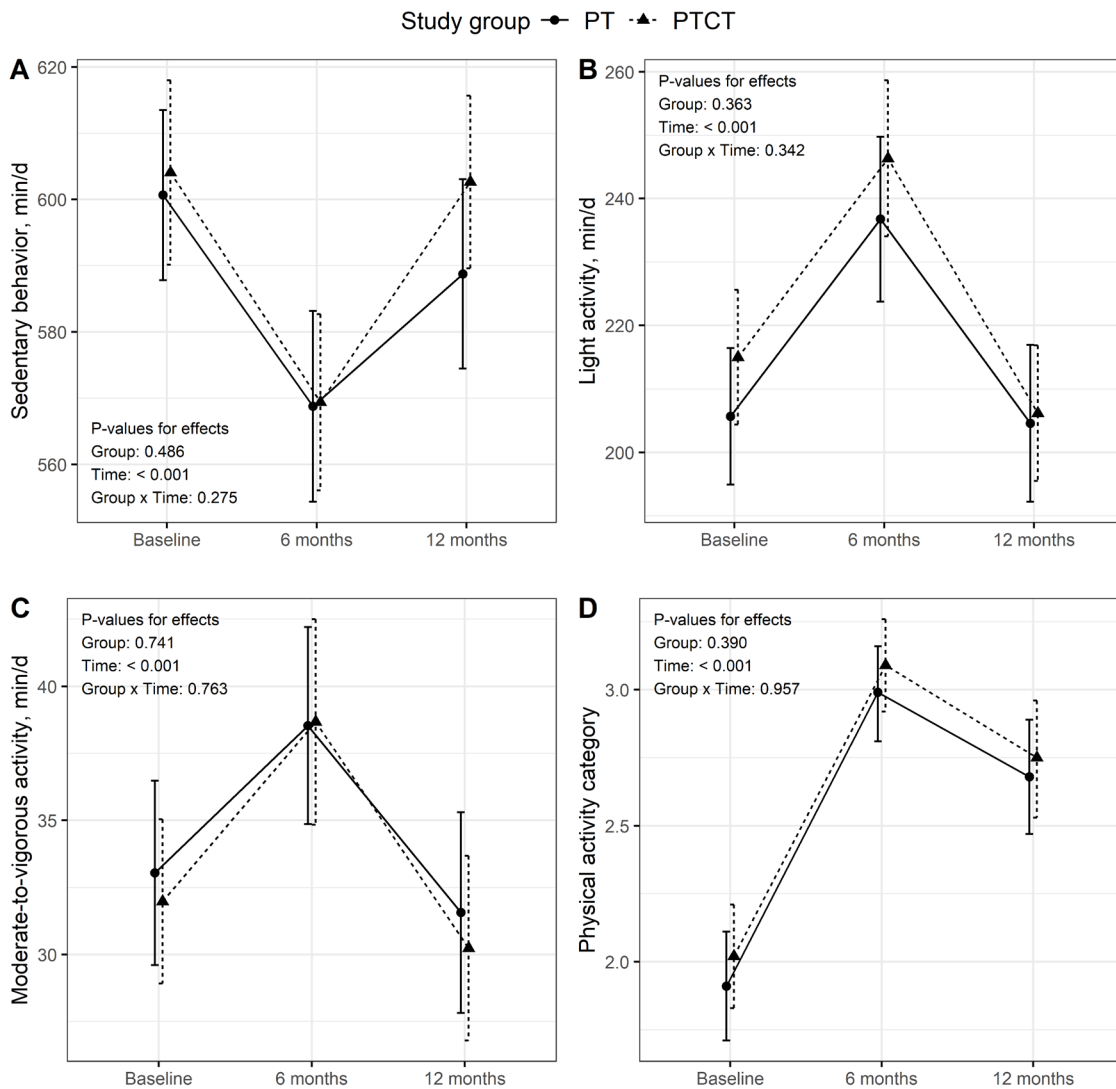 Study group PT PTCT
A
Sedentary behavior, min/d
620
600
580
560
P-values for effects
Group: 0.486
Time: < 0.001
Group x Time: 0.275
Baseline 6 months 12 months
B
Light activity, min/d
260
240
220
200
P-values for effects
Group: 0.363
Time: < 0.001
Group x Time: 0.342
Baseline 6 months 12 months
C
Moderate-to-vigorous activity, min/d
40
35
30
P-values for effects
Group: 0.741
Time: < 0.001
Group x Time: 0.763
Baseline 6 months 12 months
D
Physical activity category
3.0
2.5
2.0
P-values for effects
Group: 0.390
Time: < 0.001
Group x Time: 0.957
Baseline 6 months 12 months